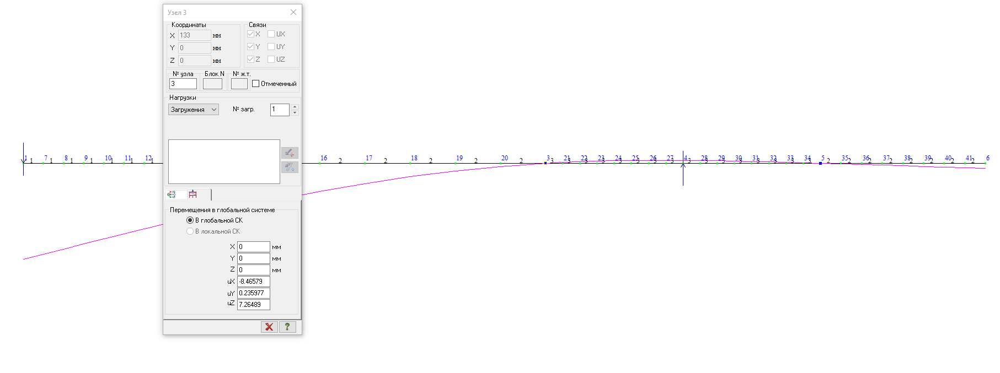 Узел 3
Координаты
Связи
X 133 мм
X UX
Y 0 мм
Y UY
Z 0 мм
Z UZ
№ узла Блок N № ж.т.
3 Отмеченный
Нагрузки
Загружения № загр. 1
1 1 7 1 8 1 9 1 10 1 11 1 12 1 16 2 17 2 18 2 19 2 20 2 3 3 21 3 22 3 23 3 24 3 25 3 26 3 27 3 4 3 28 3 29 3 30 3 31 3 32 3 33 3 34 3 5 2 35 2 36 2 37 2 38 2 39 2 40 2 41 2 6
Перемещения в глобальной системе
В глобальной СК
В локальной СК
X 0 мм
Y 0 мм
Z 0 мм
uX -8.46579
uY 0.235977
uZ 7.26489
?